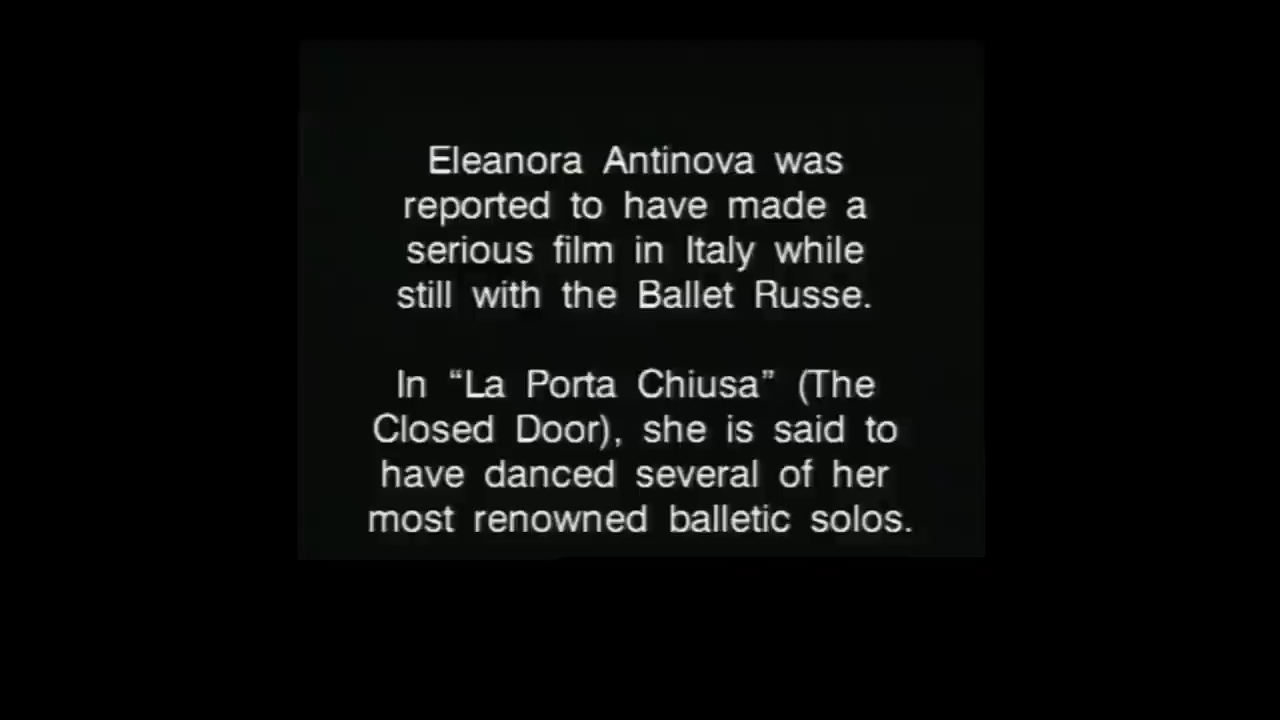 Eleanora Antinova was
reported to have made a
serious film in Italy while
still with the Ballet Russe.
In “La Porta Chiusa” (The
Closed Door), she is said to
have danced several of her
most renowned balletic solos.